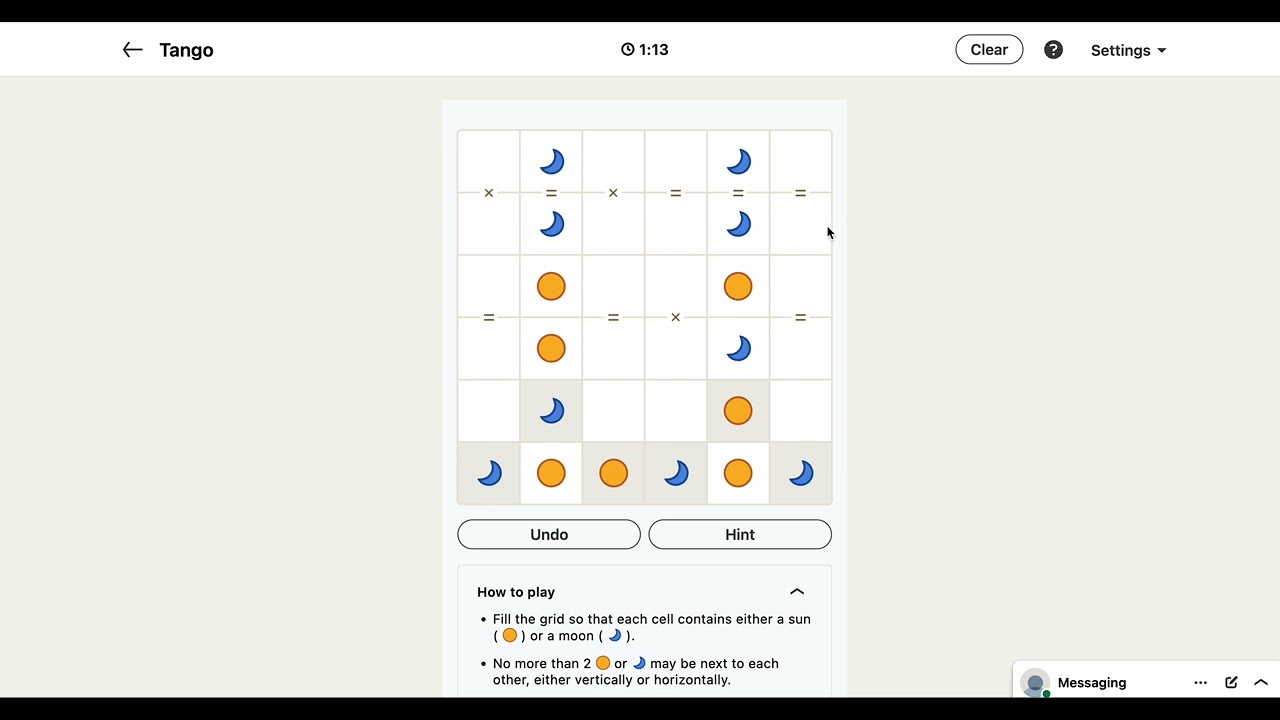 Tango
1:13
Clear
?
Settings
× = × = = =
= = × =
Undo
Hint
How to play
• Fill the grid so that each cell contains either a sun
( ) or a moon ( ).
• No more than 2 or may be next to each
other, either vertically or horizontally.
Messaging